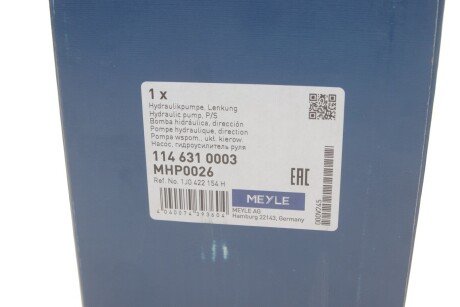 1 x
Hydraulikpumpe, Lenkung
Hydraulic pump, P/S
Bomba hidráulica, dirección
Pompe hydraulique, direction
Pompa wspom., ukł. kierow.
Насос, гидроусилитель руля
114 631 0003
MHP0026
Ref. No. 1J0 422 154 H
4060074390604
MEYLE
MEYLE AG
Hamburg 22143, Germany
EAC